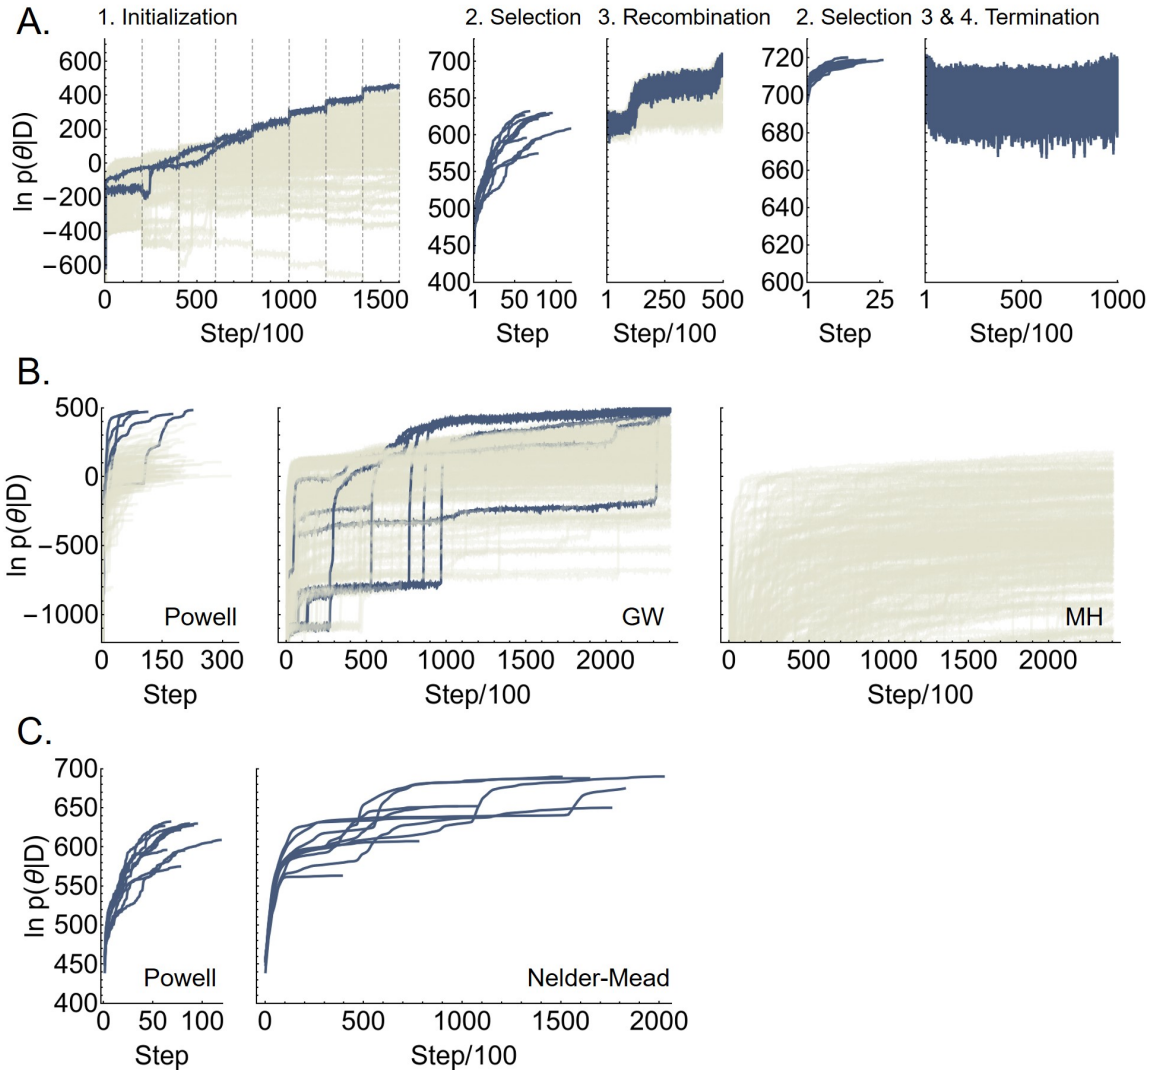 A.
1. Initialization
2. Selection
3. Recombination
2. Selection
3 & 4. Termination
ln p(θ|D)
600
400
200
0
−200
−400
−600
0 500 1000 1500
Step/100
700
650
600
550
500
450
400
1 50 100
Step
1 250 500
Step/100
720
700
680
660
640
620
600
1 25
Step
1 500 1000
Step/100
B.
ln p(θ|D)
500
0
−500
−1000
Powell
0 150 300
Step
GW
0 500 1000 1500 2000
Step/100
MH
0 500 1000 1500 2000
Step/100
C.
ln p(θ|D)
700
650
600
550
500
450
400
Powell
0 50 100
Step
Nelder-Mead
0 500 1000 1500 2000
Step/100